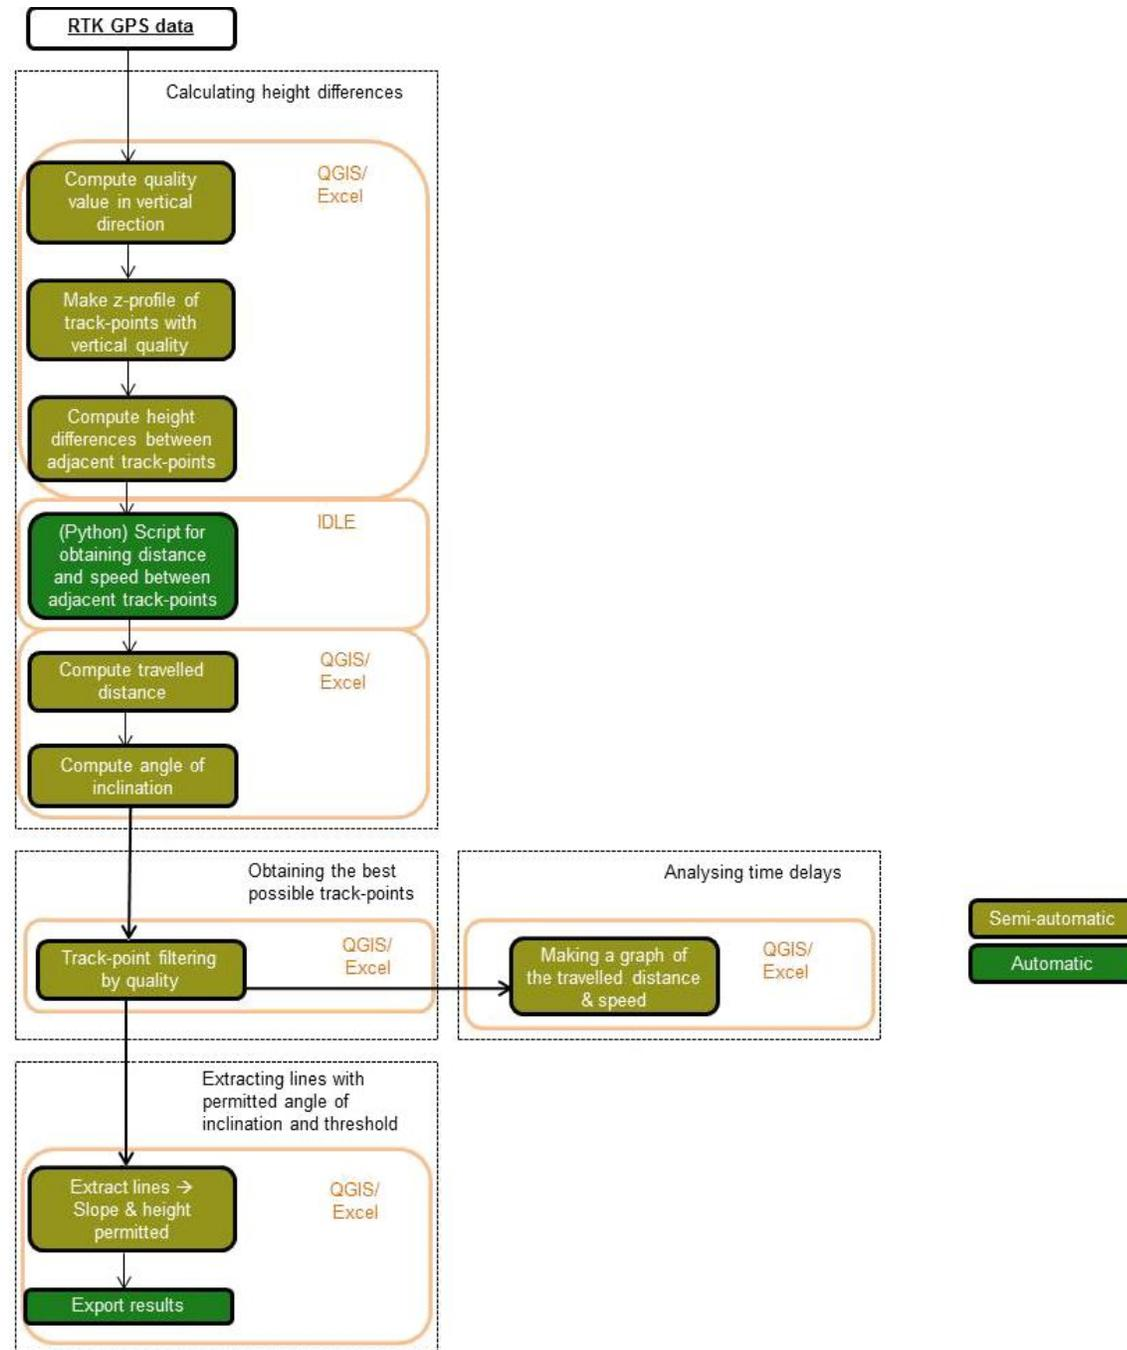 RTK GPS data
Calculating height differences
QGIS/
Excel
Compute quality
value in vertical
direction
Make z-profile of
track-points with
vertical quality
Compute height
differences between
adjacent track-points
IDLE
(Python) Script for
obtaining distance
and speed between
adjacent track-points
QGIS/
Excel
Compute travelled
distance
Compute angle of
inclination
Obtaining the best
possible track-points
QGIS/
Excel
Track-point filtering
by quality
Analysing time delays
Making a graph of
the travelled distance
& speed
QGIS/
Excel
Semi-automatic
Automatic
Extracting lines with
permitted angle of
inclination and threshold
QGIS/
Excel
Extract lines →
Slope & height
permitted
Export results